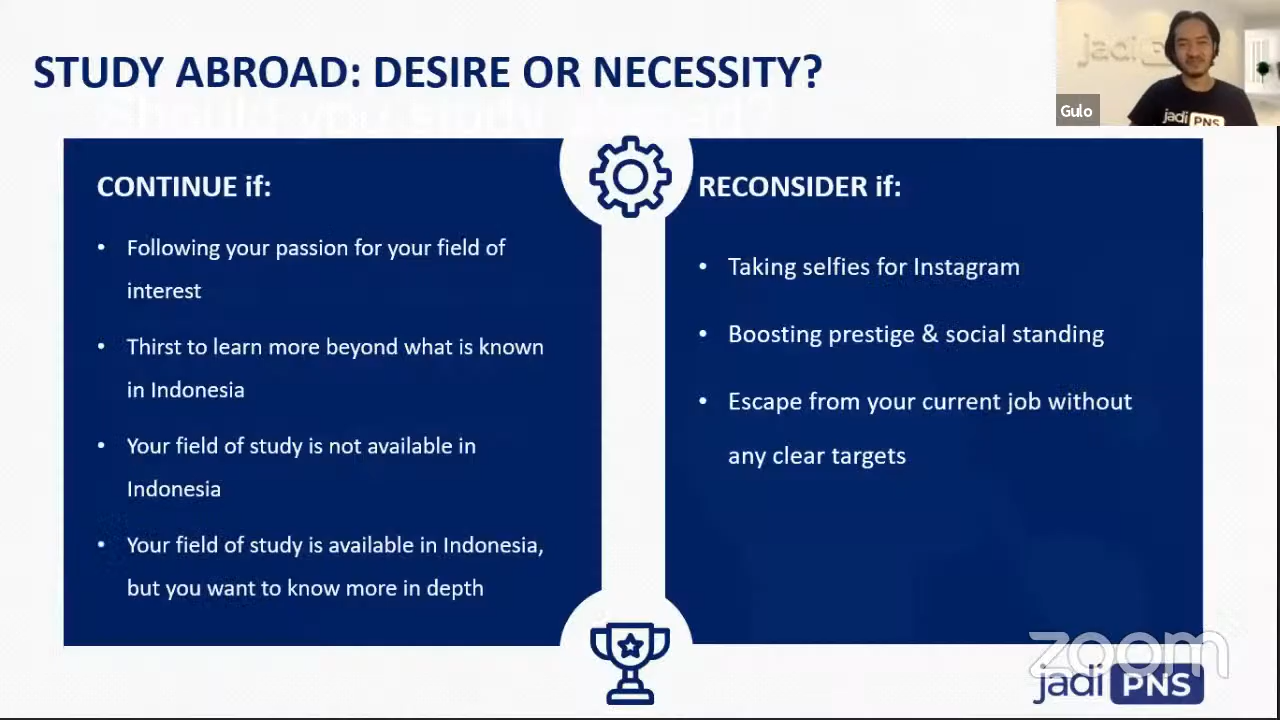 STUDY ABROAD: DESIRE OR NECESSITY?
jadi
Gulo
jadi PNS
CONTINUE if:
• Following your passion for your field of
interest
• Thirst to learn more beyond what is known
in Indonesia
• Your field of study is not available in
Indonesia
• Your field of study is available in Indonesia,
but you want to know more in depth
RECONSIDER if:
• Taking selfies for Instagram
• Boosting prestige & social standing
• Escape from your current job without
any clear targets
zoom
jadi PNS